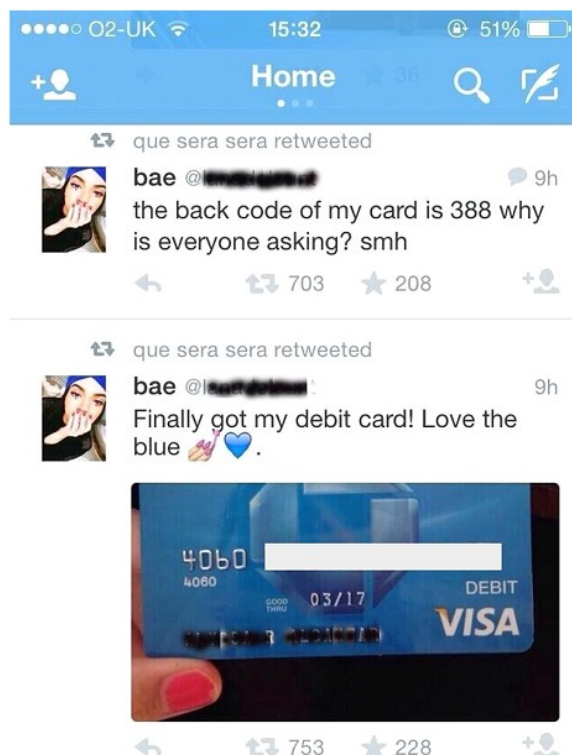 O2-UK 15:32 51%
Home
36
que sera sera retweeted
bae @ 9h
the back code of my card is 388 why
is everyone asking? smh
703 208
que sera sera retweeted
bae @ 9h
Finally got my debit card! Love the
blue 💅💙.
4060
4060
GOOD
THRU 03/17
DEBIT
VISA
753 228